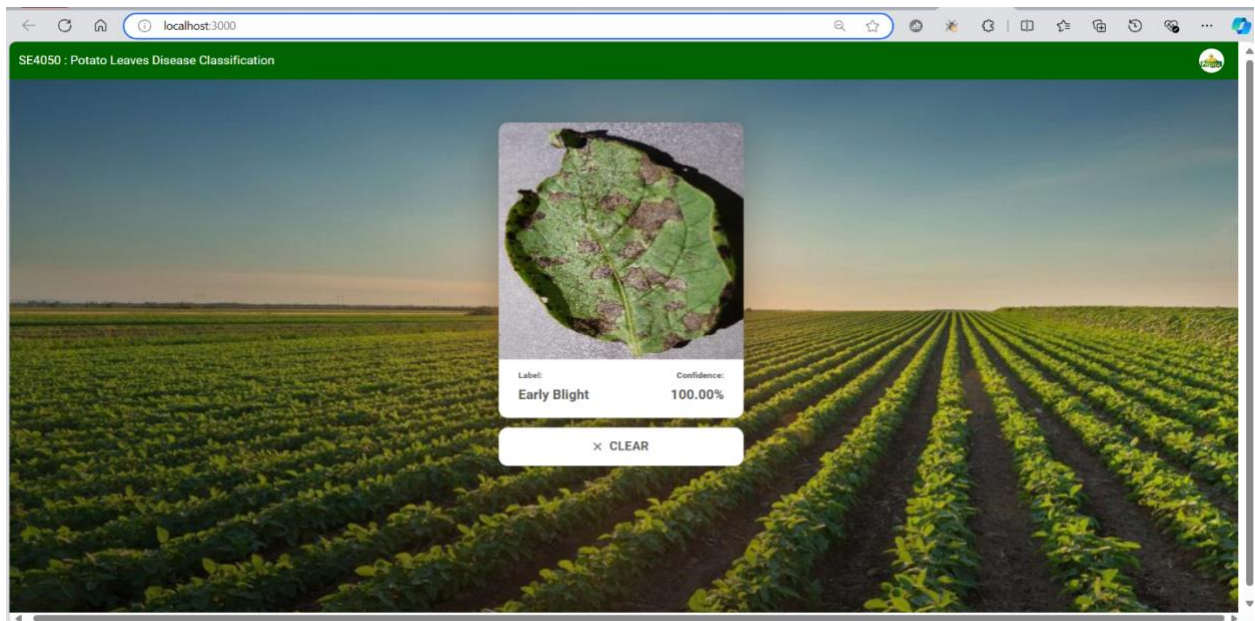 localhost:3000
SE4050 : Potato Leaves Disease Classification
Label:
Confidence:
Early Blight
100.00%
× CLEAR